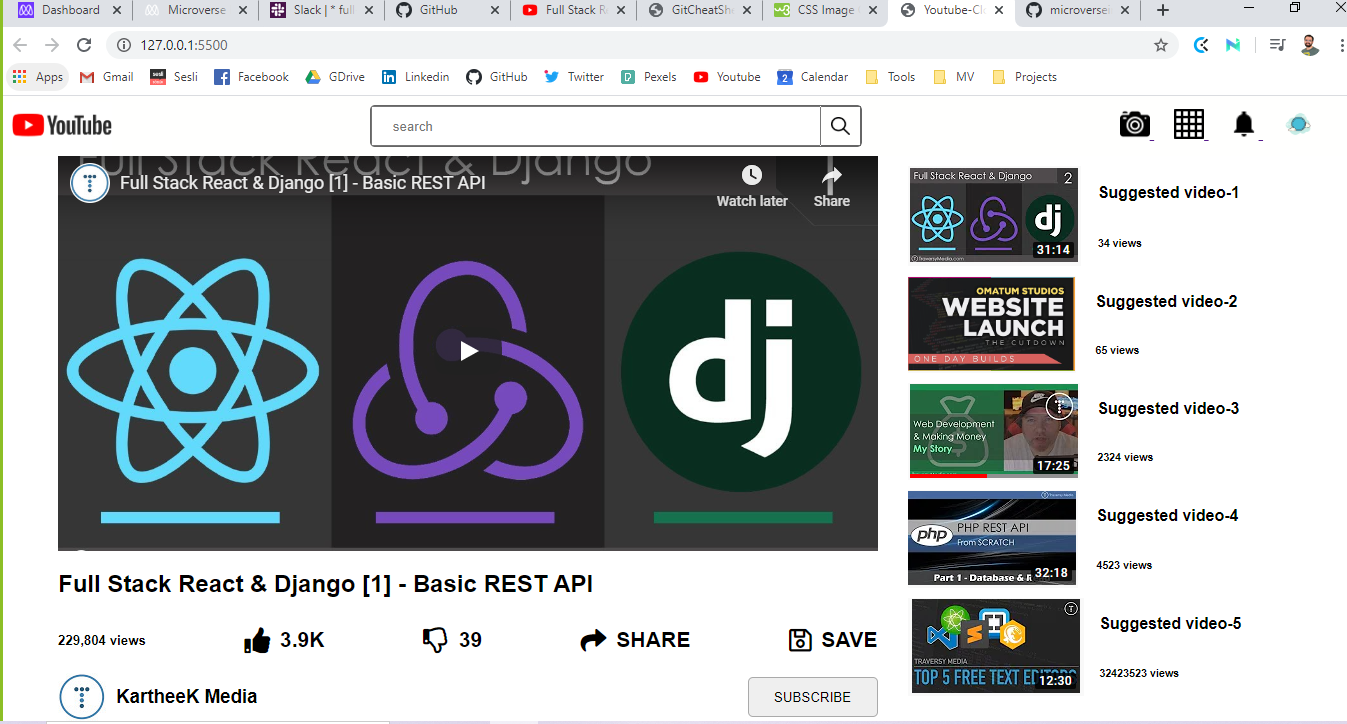 Dashboard
Microverse
Slack | * full
GitHub
Full Stack R
GitCheatShe
CSS Image
Youtube-Clo
microverse
127.0.0.1:5500
Apps
Gmail
Sesli
Facebook
GDrive
Linkedin
GitHub
Twitter
Pexels
Youtube
Calendar
Tools
MV
Projects
YouTube
search
Full Stack React & Django
Full Stack React & Django [1] - Basic REST API
Watch later
Share
dj
Full Stack React & Django [1] - Basic REST API
229,804 views
3.9K
39
SHARE
SAVE
KartheeK Media
SUBSCRIBE
Full Stack React & Django
2
dj
31:14
TraversyMedia.com
Suggested video-1
34 views
OMATUM STUDIOS
WEBSITE
LAUNCH
THE CUTDOWN
ONE DAY BUILDS
Suggested video-2
65 views
Web Development
& Making Money
My Story
17:25
Suggested video-3
2324 views
Traversy Media
php
PHP REST API
From SCRATCH
Part 1 - Database & R
32:18
Suggested video-4
4523 views
TRAVERSY MEDIA
TOP 5 FREE TEXT EDITORS
12:30
Suggested video-5
32423523 views